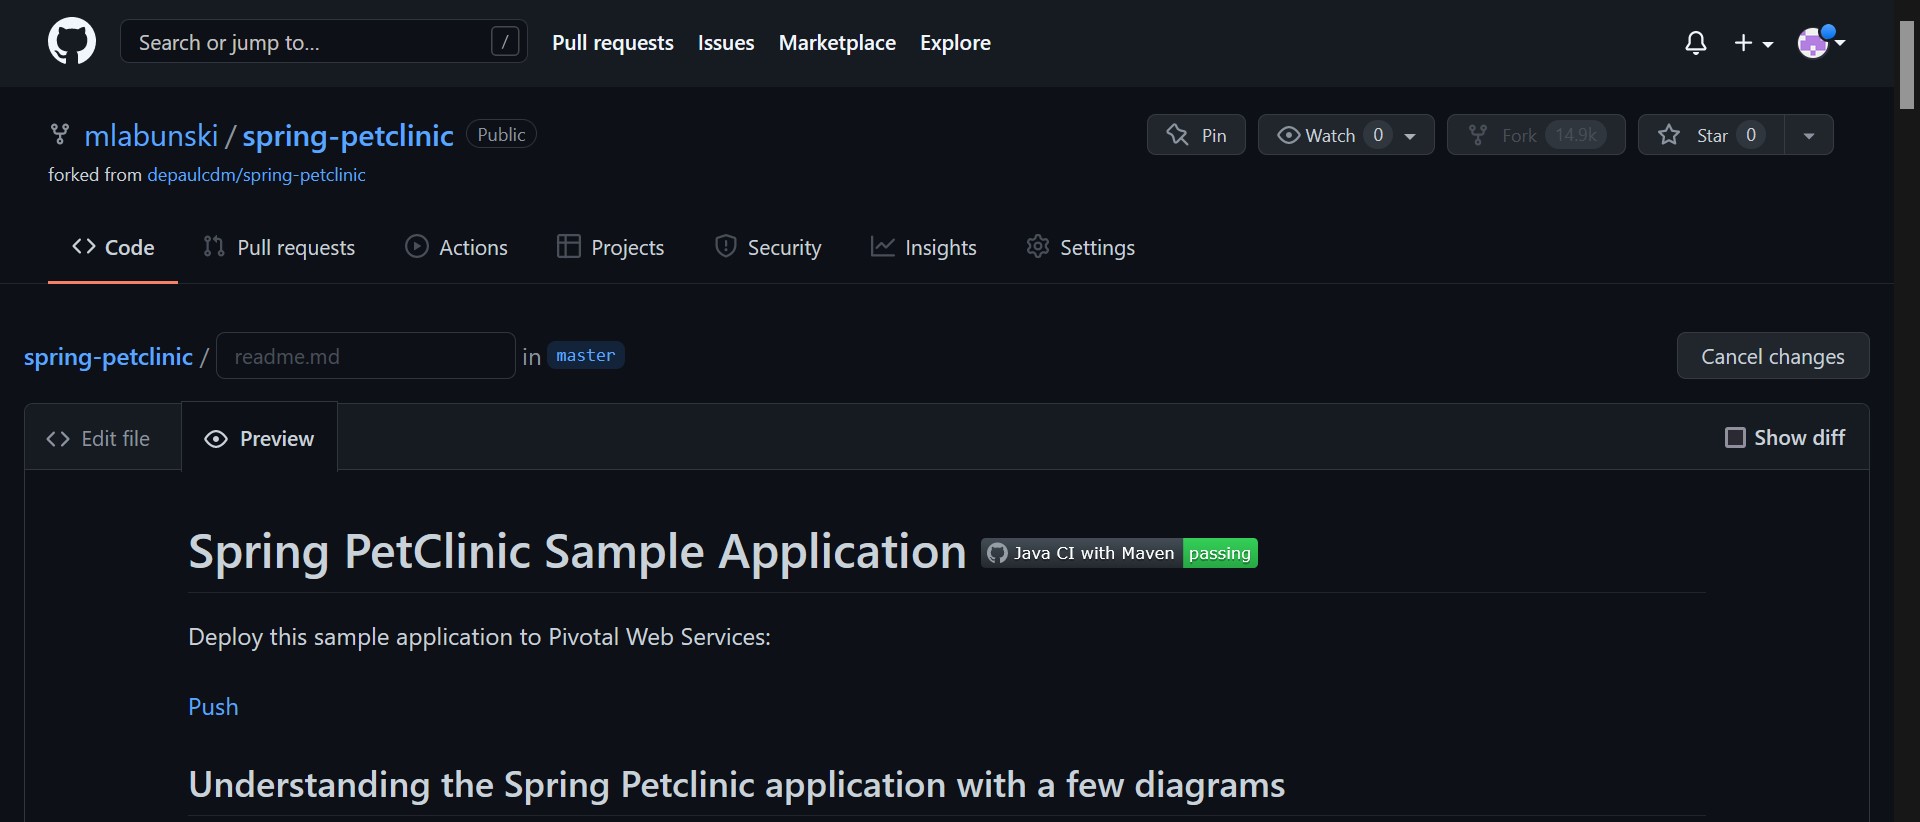 Search or jump to... / Pull requests Issues Marketplace Explore
mlabunski / spring-petclinic Public Pin Watch 0 Fork 14.9k Star 0
forked from depaulcdm/spring-petclinic
Code Pull requests Actions Projects Security Insights Settings
spring-petclinic / readme.md in master Cancel changes
Edit file Preview Show diff
Spring PetClinic Sample Application Java CI with Maven passing
Deploy this sample application to Pivotal Web Services:
Push
Understanding the Spring Petclinic application with a few diagrams